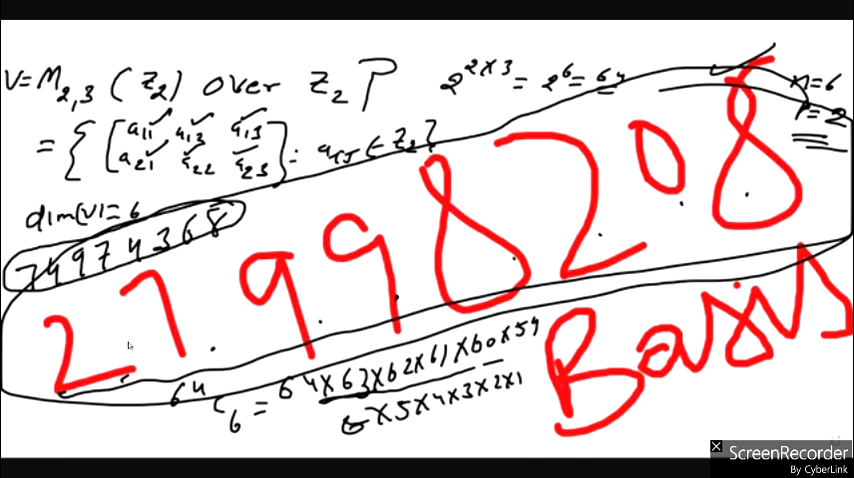 V=M2,3 (Z2) over Z2 P 2^2×3 = 2^6 = 64 n=6
= { [a11 a12 a13 r=2
a21 a22 a23] : aij ∈ Z2}
dim(V)=6
74974368
27998208
64C6 = 64×63×62×61×60×59
6×5×4×3×2×1
Basis
ScreenRecorder
By CyberLink